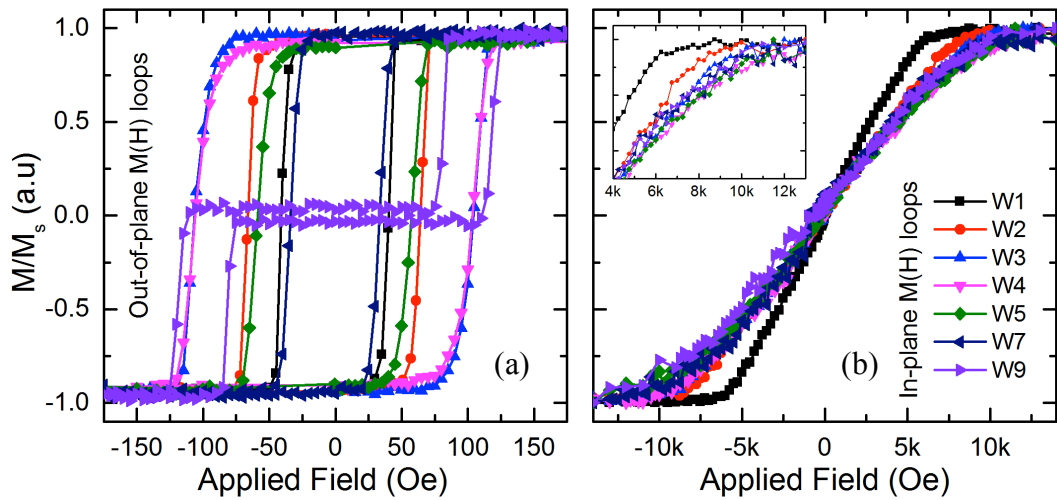 1.0
0.5
0.0
-0.5
-1.0
M/Mₛ (a.u)
Out-of-plane M(H) loops
(a)
-150 -100 -50 0 50 100 150
Applied Field (Oe)
4k 6k 8k 10k 12k
In-plane M(H) loops
W1
W2
W3
W4
W5
W7
W9
(b)
-10k -5k 0 5k 10k
Applied Field (Oe)